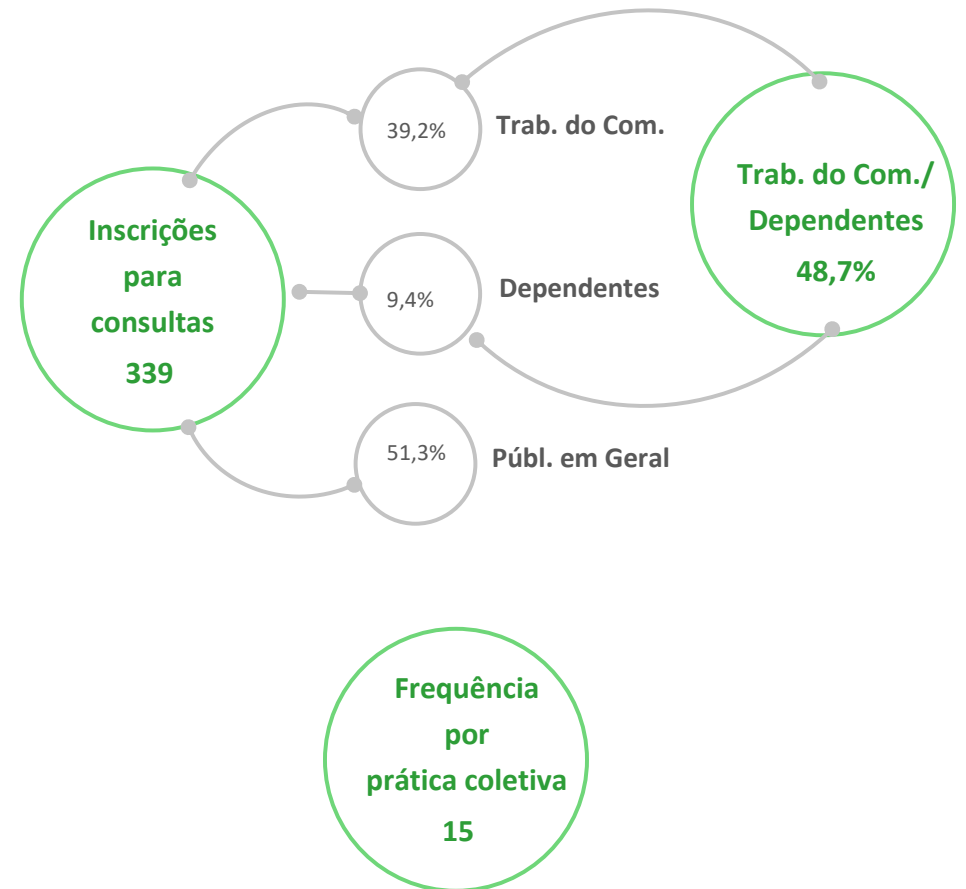 Inscrições
para
consultas
339
39,2%
Trab. do Com.
9,4%
Dependentes
51,3%
Públ. em Geral
Trab. do Com./
Dependentes
48,7%
Frequência
por
prática coletiva
15